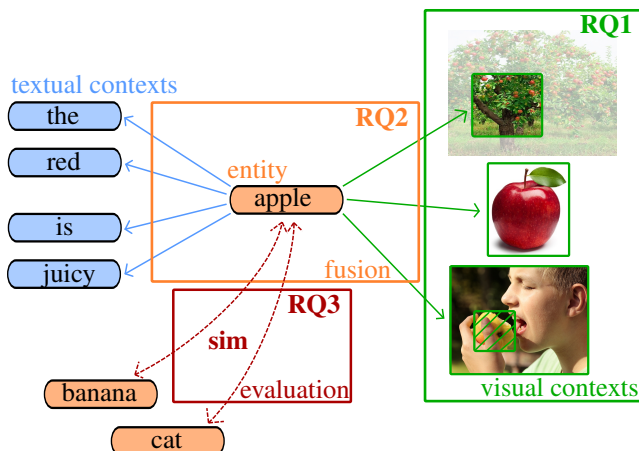 RQ1
textual contexts
the
RQ2
red
entity
apple
is
juicy
fusion
RQ3
sim
banana
evaluation
visual contexts
cat